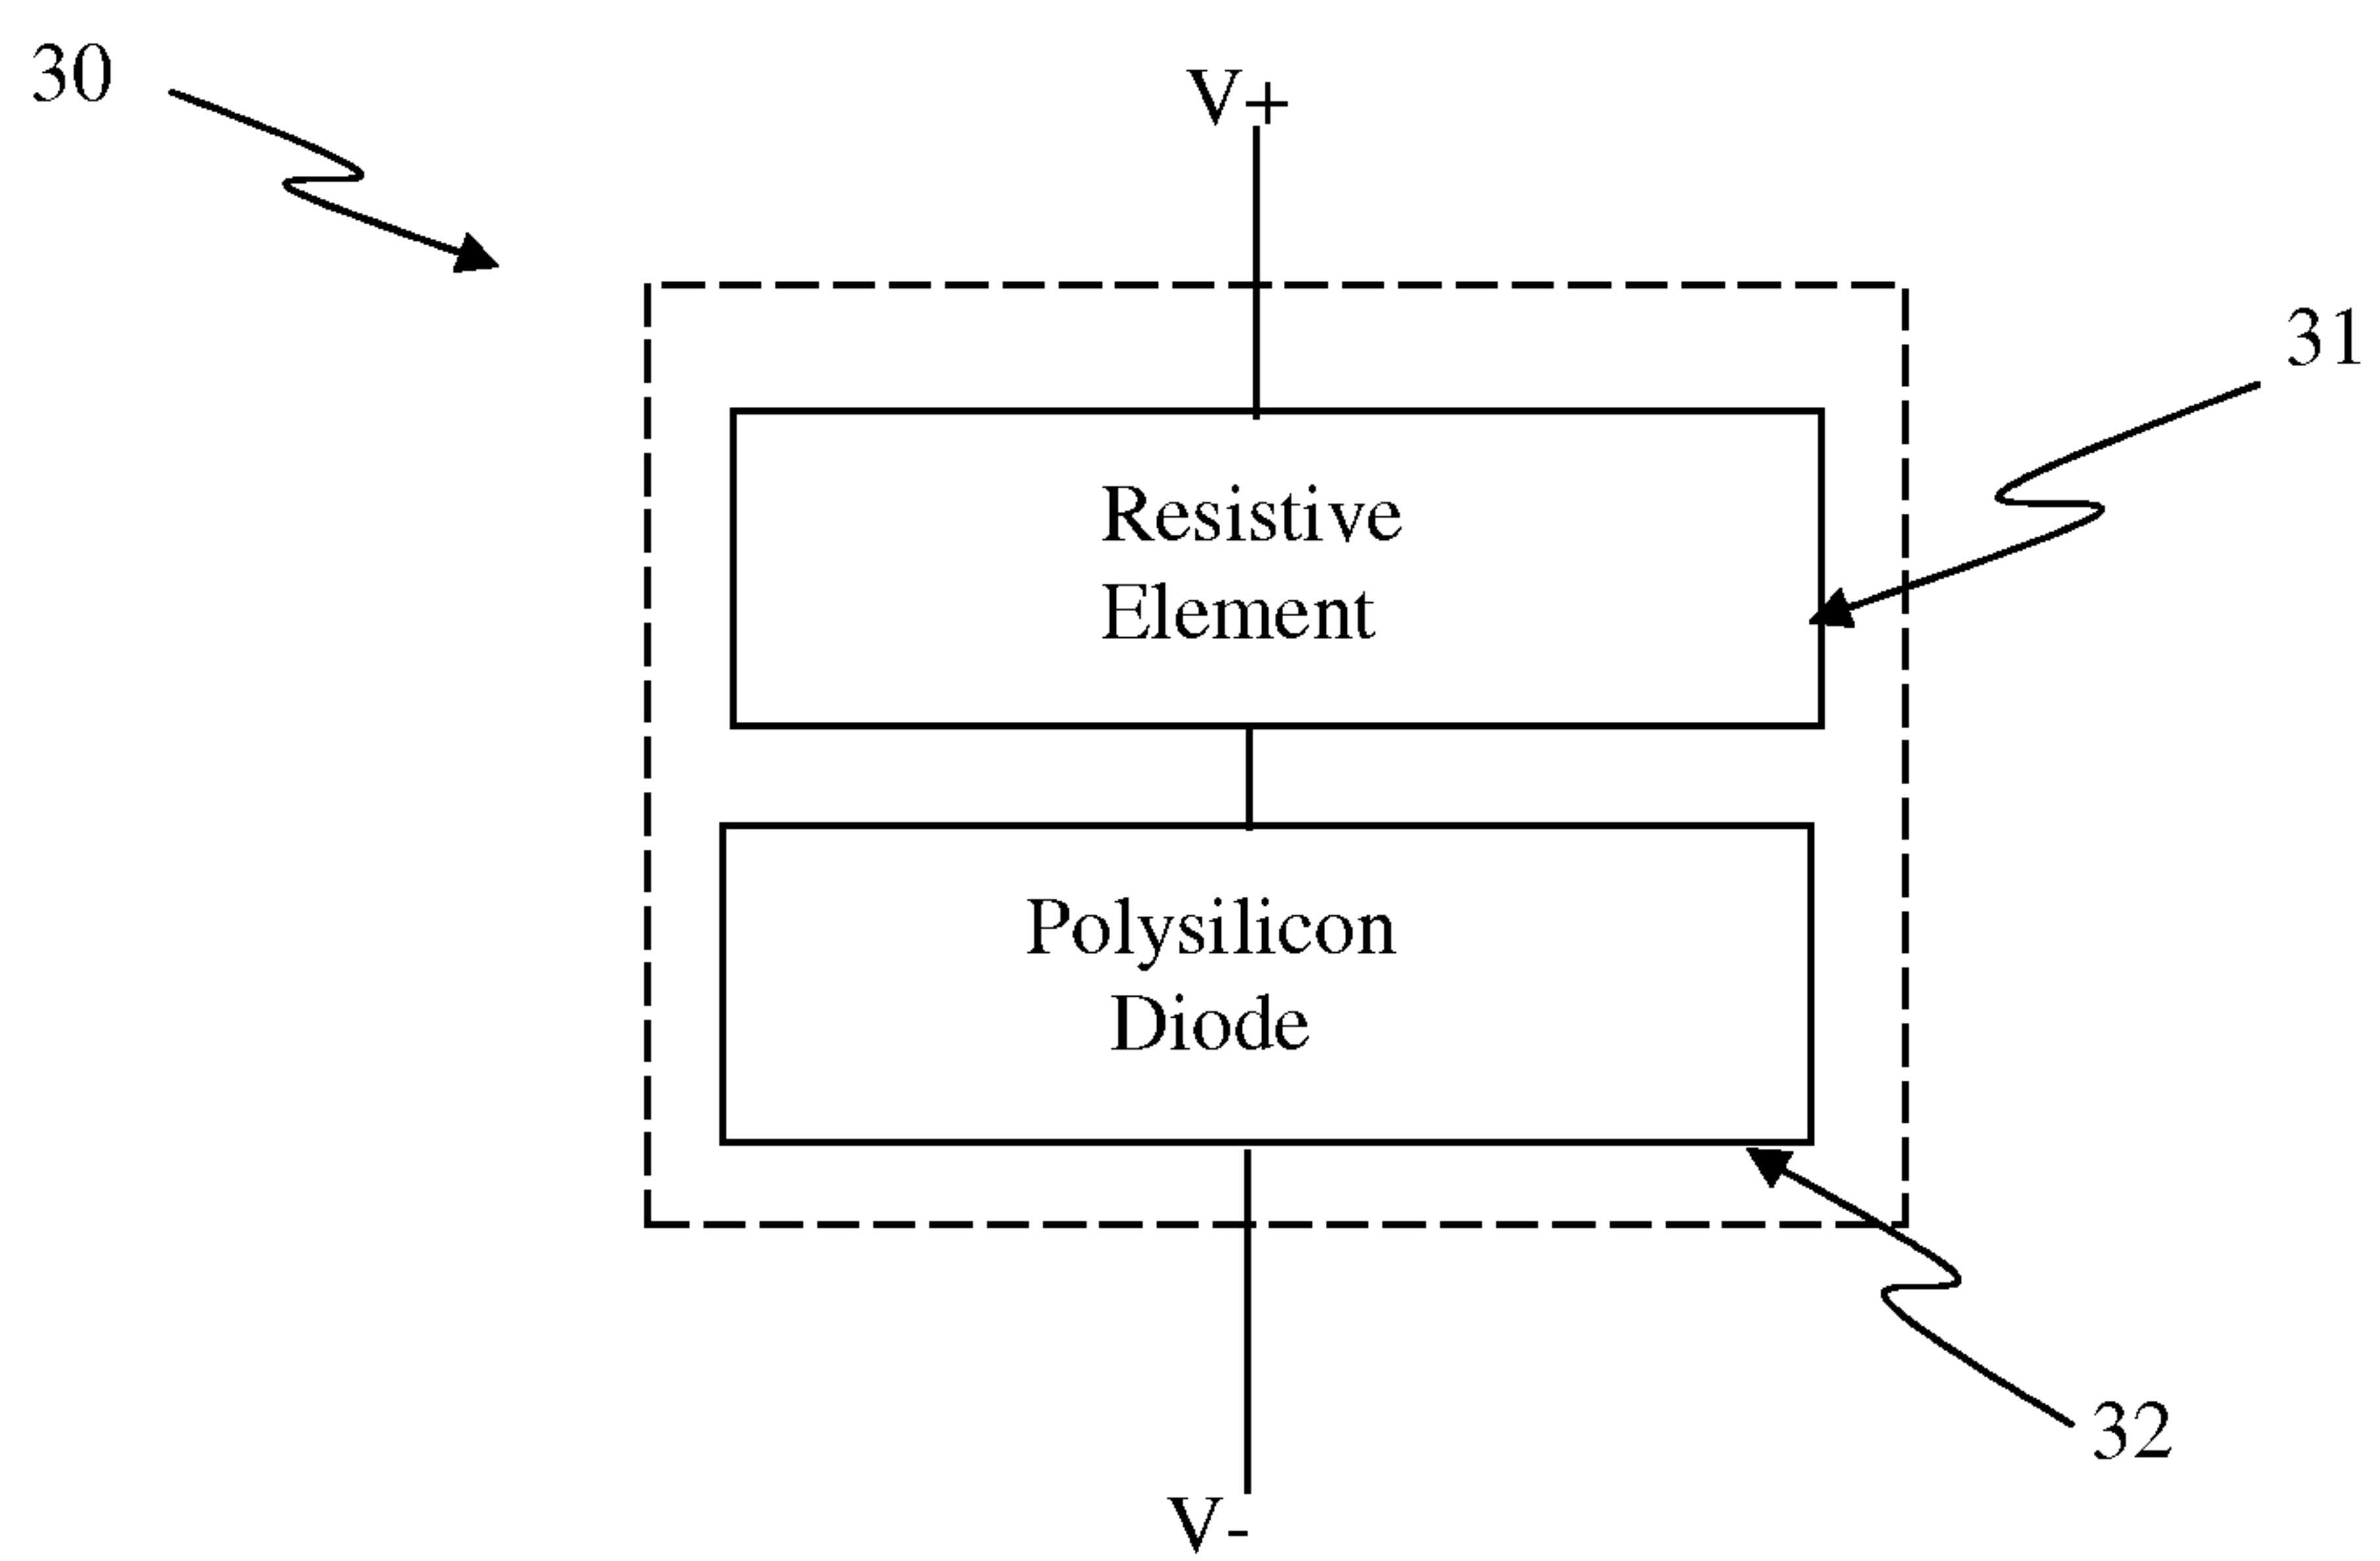 30
V+
31
Resistive
Element
Polysilicon
Diode
32
V-